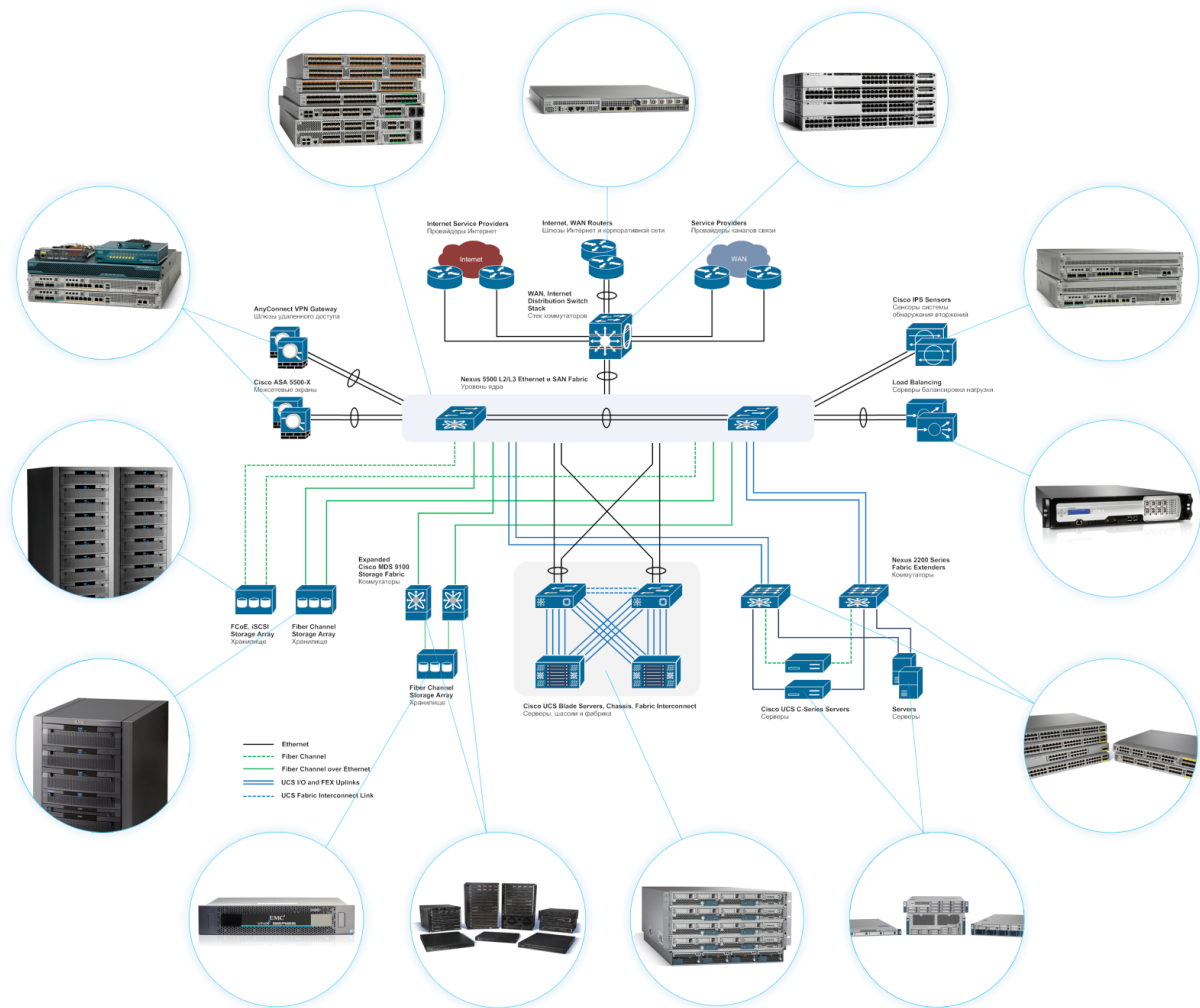 Internet Service Providers
Провайдеры Интернет
Internet, WAN Routers
Шлюзы Интернет и корпоративной сети
Service Providers
Провайдеры каналов связи
Internet
WAN
WAN, Internet
Distribution Switch
Stack
Стек коммутаторов
AnyConnect VPN Gateway
Шлюзы удаленного доступа
Cisco IPS Sensors
Сенсоры системы
обнаружения вторжений
Cisco ASA 5500-X
Межсетевые экраны
Nexus 5500 L2/L3 Ethernet и SAN Fabric
Уровень ядра
Load Balancing
Серверы балансировки нагрузки
Expanded
Cisco MDS 9100
Storage Fabric
Коммутаторы
Nexus 2200 Series
Fabric Extenders
Коммутаторы
FCoE, iSCSI
Storage Array
Хранилище
Fiber Channel
Storage Array
Хранилище
Fiber Channel
Storage Array
Хранилище
Cisco UCS Blade Servers, Chassis, Fabric Interconnect
Серверы, шасси и фабрика
Cisco UCS C-Series Servers
Серверы
Servers
Серверы
Ethernet
Fiber Channel
Fiber Channel over Ethernet
UCS I/O and FEX Uplinks
UCS Fabric Interconnect Link
EMC²
VNX SERIES